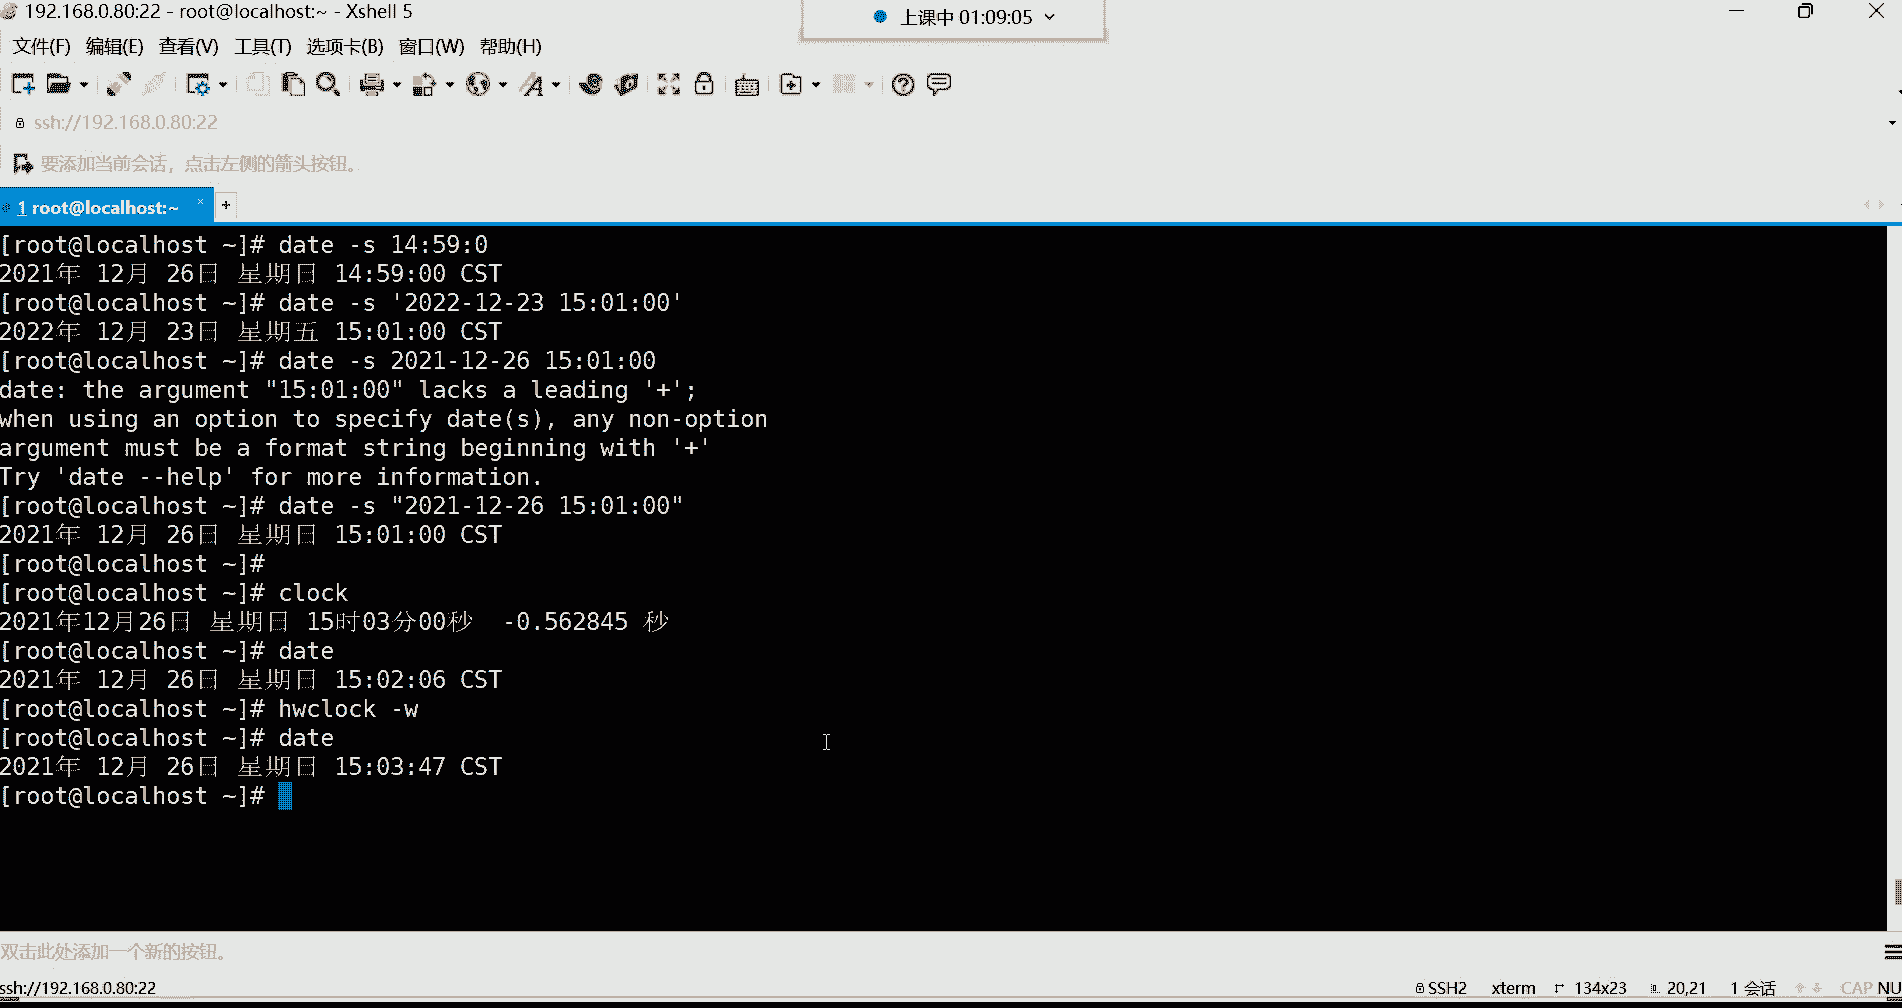 192.168.0.80:22 - root@localhost:~ - Xshell 5
上课中 01:09:05
文件(F) 编辑(E) 查看(V) 工具(T) 选项卡(B) 窗口(W) 帮助(H)
ssh://192.168.0.80:22
要添加当前会话，点击左侧的箭头按钮。
1 root@localhost:~ × +
[root@localhost ~]# date -s 14:59:0
2021年 12月 26日 星期日 14:59:00 CST
[root@localhost ~]# date -s '2022-12-23 15:01:00'
2022年 12月 23日 星期五 15:01:00 CST
[root@localhost ~]# date -s 2021-12-26 15:01:00
date: the argument "15:01:00" lacks a leading '+';
when using an option to specify date(s), any non-option
argument must be a format string beginning with '+'
Try 'date --help' for more information.
[root@localhost ~]# date -s "2021-12-26 15:01:00"
2021年 12月 26日 星期日 15:01:00 CST
[root@localhost ~]#
[root@localhost ~]# clock
2021年12月26日 星期日 15时03分00秒  -0.562845 秒
[root@localhost ~]# date
2021年 12月 26日 星期日 15:02:06 CST
[root@localhost ~]# hwclock -w
[root@localhost ~]# date
2021年 12月 26日 星期日 15:03:47 CST
[root@localhost ~]#
双击此处添加一个新的按钮。
ssh://192.168.0.80:22 SSH2 xterm 134x23 20,21 1 会话 CAP NU